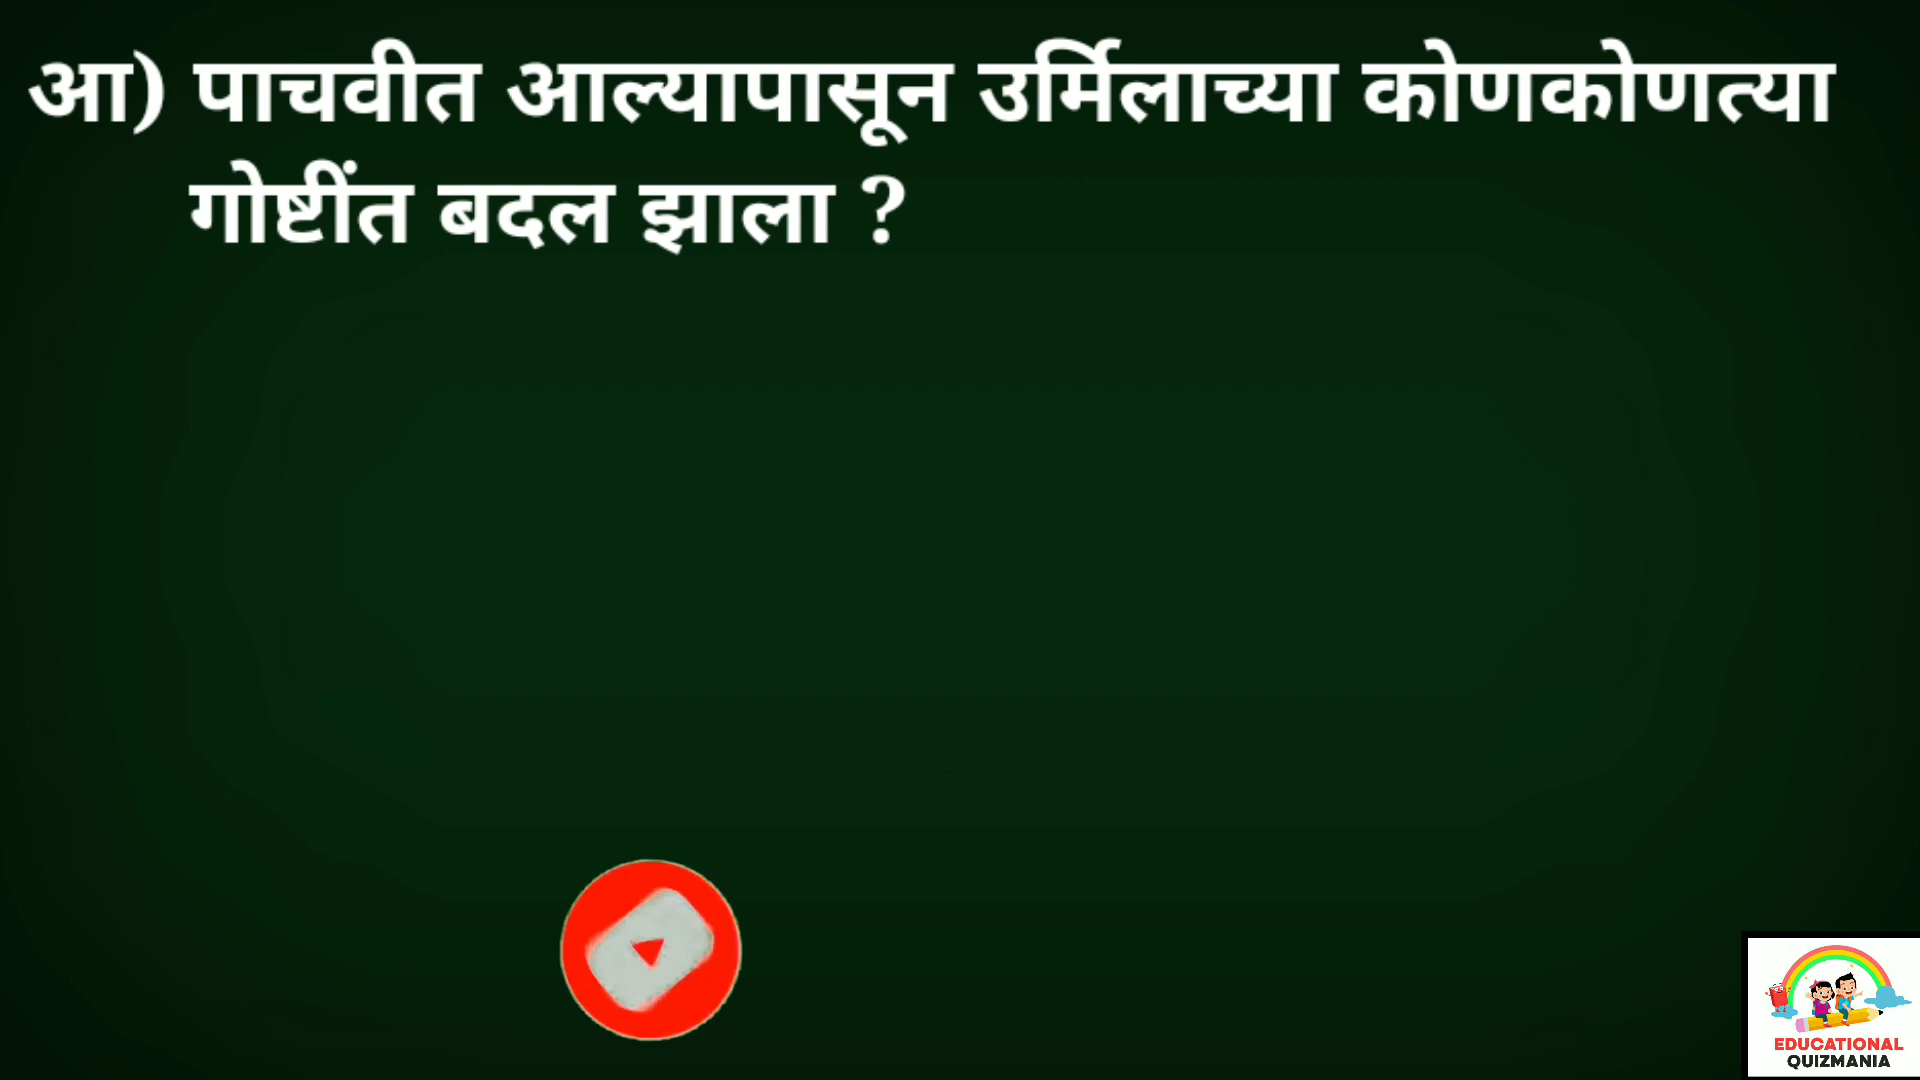 आ) पाचवीत आल्यापासून उर्मिलाच्या कोणकोणत्या
गोष्टींत बदल झाला ?
EDUCATIONAL
QUIZMANIA